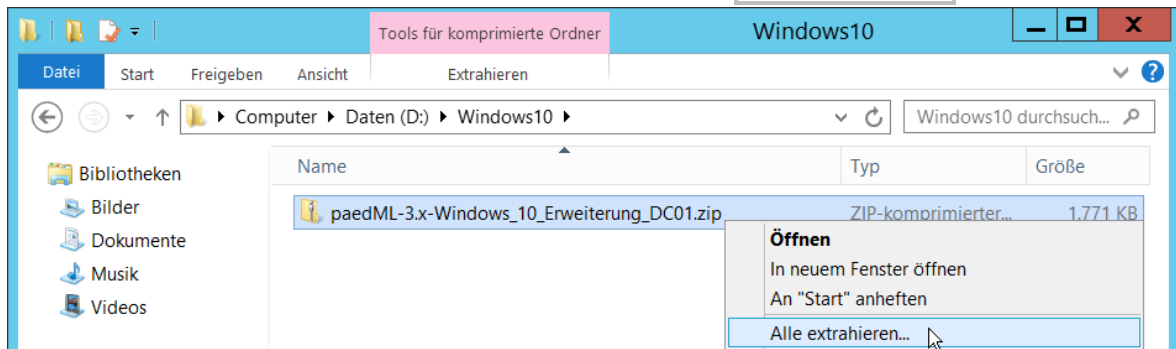 Tools für komprimierte Ordner
Windows10
Datei Start Freigeben Ansicht Extrahieren
Computer Daten (D:) Windows10
Windows10 durchsuch...
Name Typ Größe
Bibliotheken
Bilder
Dokumente
Musik
Videos
paedML-3.x-Windows_10_Erweiterung_DC01.zip ZIP-komprimierter... 1.771 KB
Öffnen
In neuem Fenster öffnen
An "Start" anheften
Alle extrahieren...